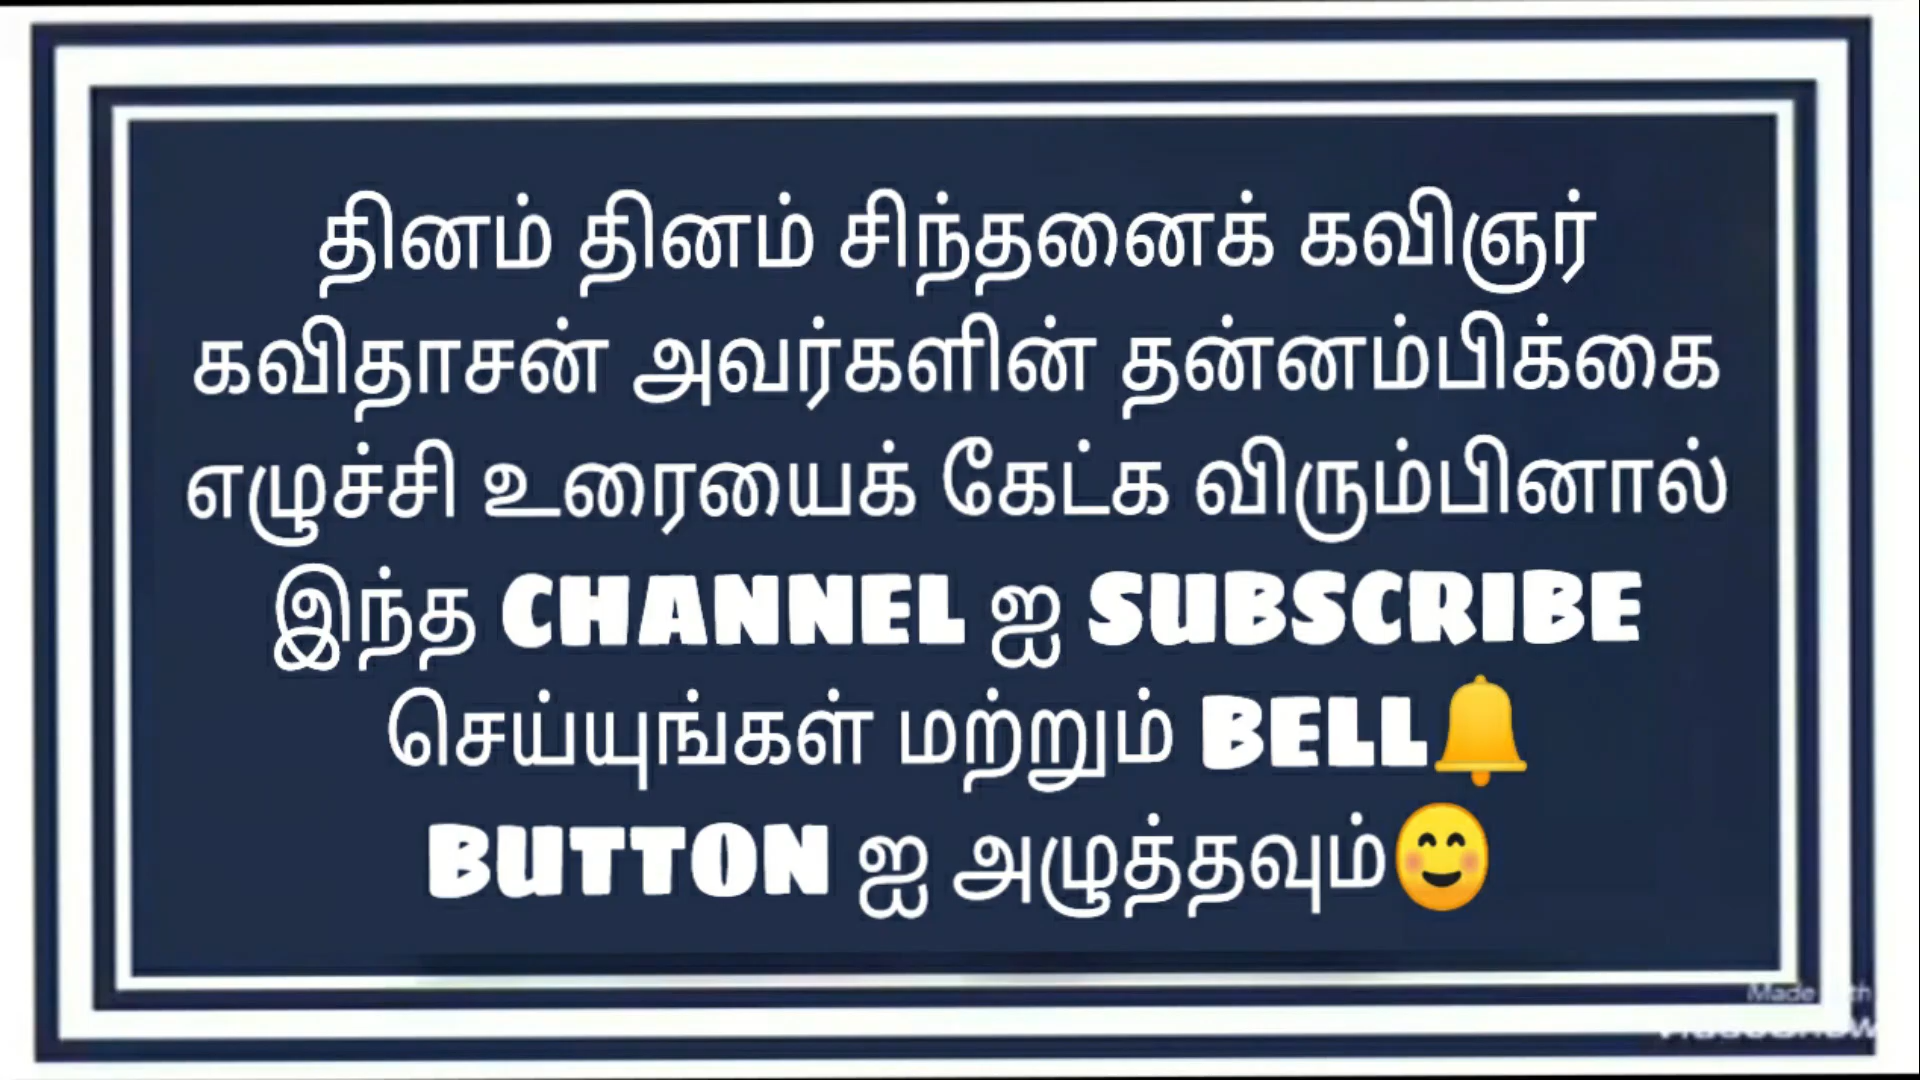 தினம் தினம் சிந்தனைக் கவிஞர்
கவிதாசன் அவர்களின் தன்னம்பிக்கை
எழுச்சி உரையைக் கேட்க விரும்பினால்
இந்த CHANNEL ஐ SUBSCRIBE
செய்யுங்கள் மற்றும் BELL🔔
BUTTON ஐ அழுத்தவும்😊
Made